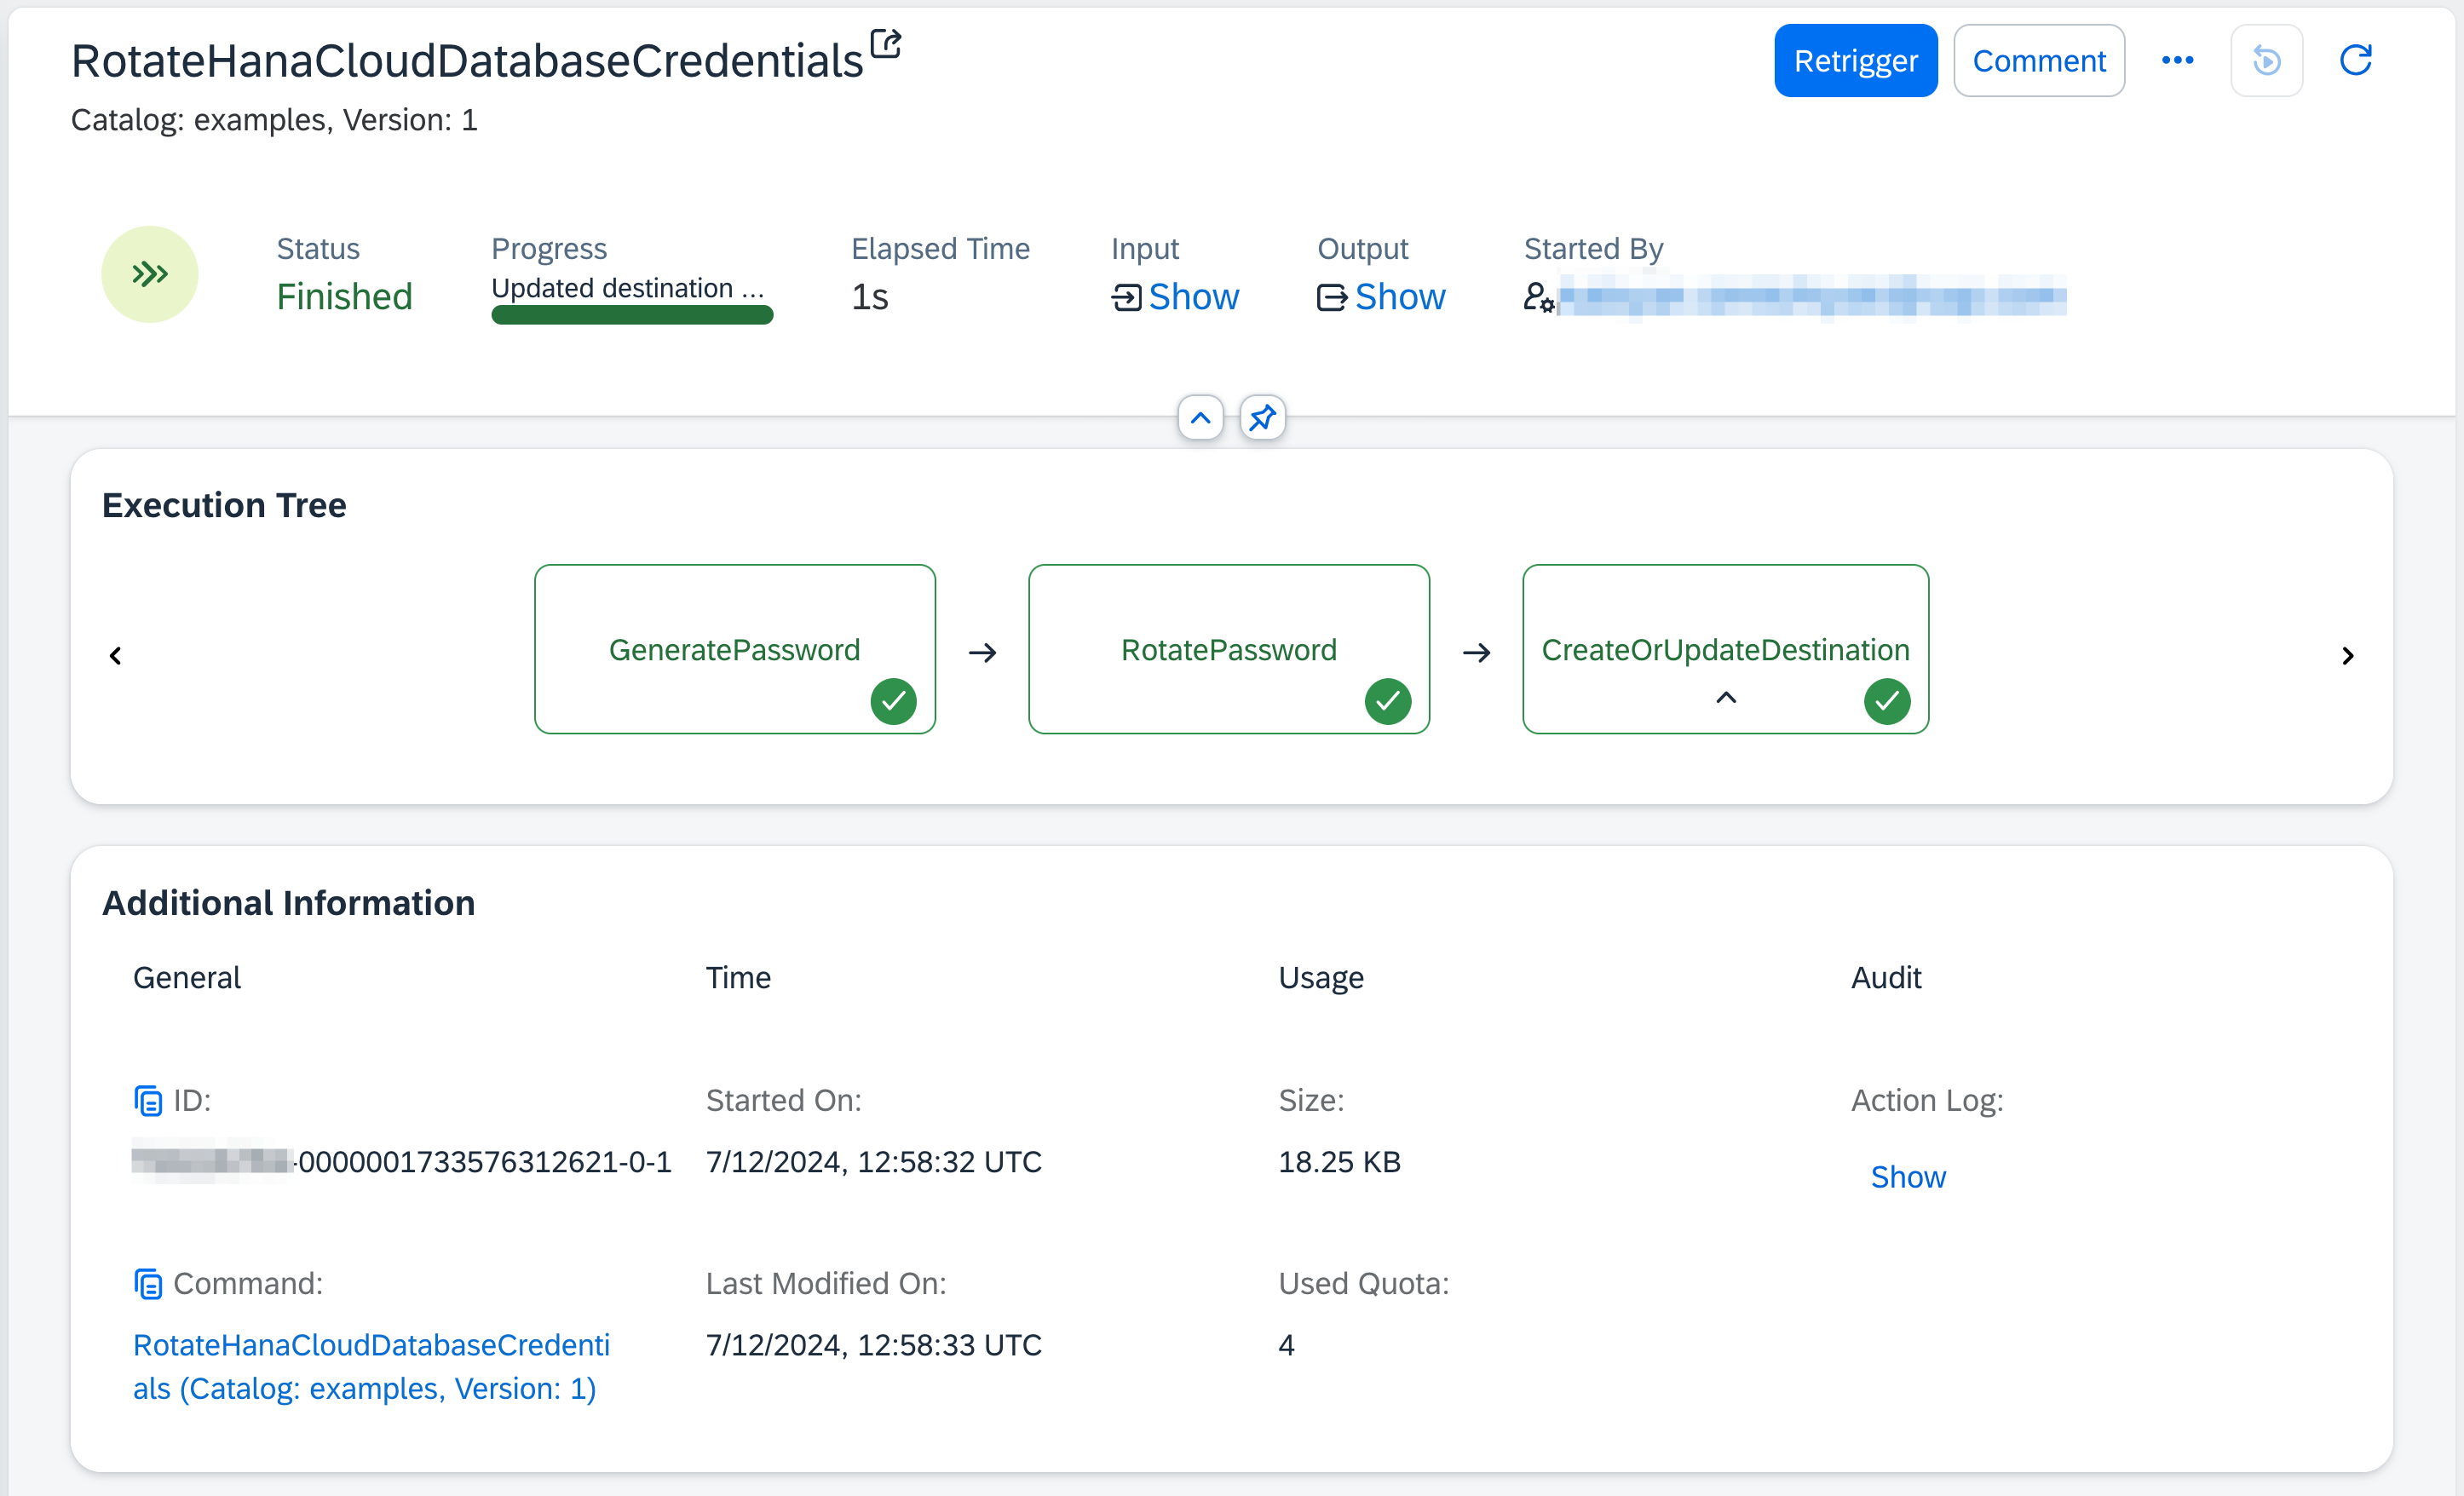 RotateHanaCloudDatabaseCredentials
Catalog: examples, Version: 1
Retrigger
Comment
Status
Finished
Progress
Updated destination ...
Elapsed Time
1s
Input
Show
Output
Show
Started By
Execution Tree
GeneratePassword
RotatePassword
CreateOrUpdateDestination
Additional Information
General
Time
Usage
Audit
ID:
-0000001733576312621-0-1
Started On:
7/12/2024, 12:58:32 UTC
Size:
18.25 KB
Action Log:
Show
Command:
RotateHanaCloudDatabaseCredenti
als (Catalog: examples, Version: 1)
Last Modified On:
7/12/2024, 12:58:33 UTC
Used Quota:
4